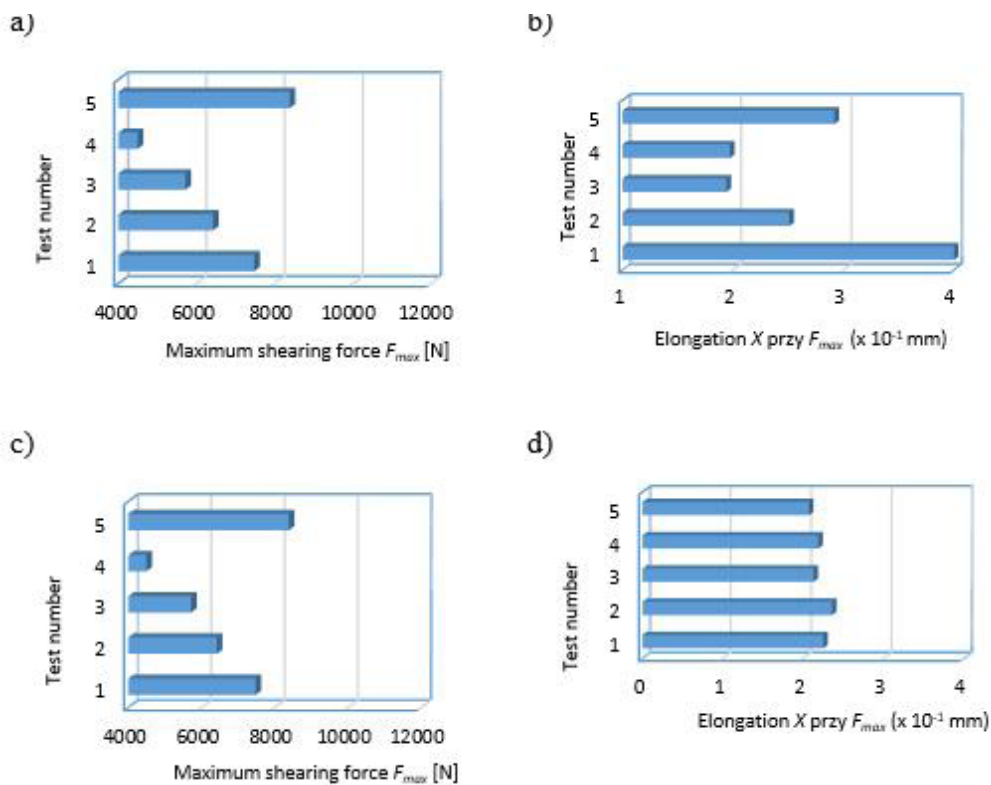 a)
5
4
3
2
1
Test number
4000 6000 8000 10000 12000
Maximum shearing force Fmax [N]
b)
5
4
3
2
1
Test number
1 2 3 4
Elongation X przy Fmax (x 10⁻¹ mm)
c)
5
4
3
2
1
Test number
4000 6000 8000 10000 12000
Maximum shearing force Fmax [N]
d)
5
4
3
2
1
Test number
0 1 2 3 4
Elongation X przy Fmax (x 10⁻¹ mm)